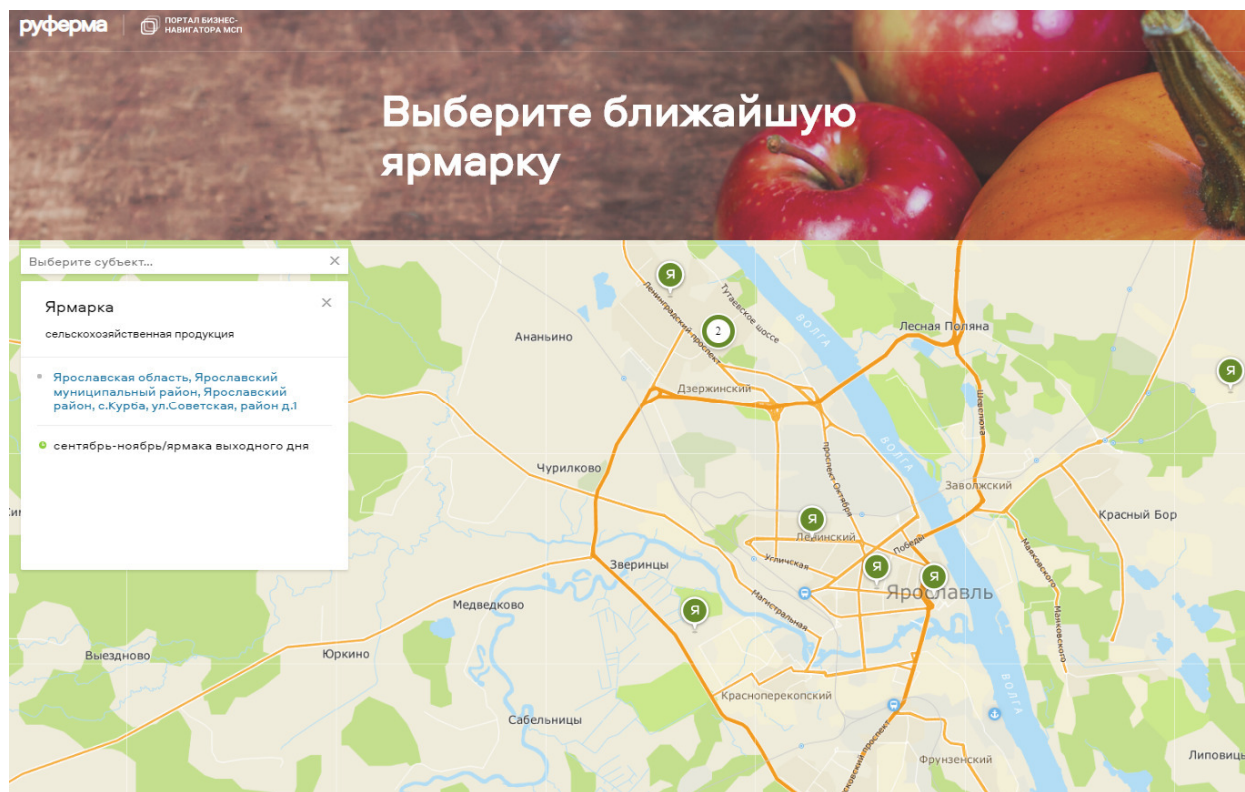 руферма
ПОРТАЛ БИЗНЕС-
НАВИГАТОРА МСП
Выберите ближайшую
ярмарку
Выберите субъект...
Ярмарка
сельскохозяйственная продукция
Ярославская область, Ярославский
муниципальный район, Ярославский
район, с.Курба, ул.Советская, район д.1
сентябрь-ноябрь/ярмака выходного дня
Я
Ленинградский проспект
Тутаевское шоссе
2
ВОЛГА
Ананьино
Лесная Поляна
Я
Дзержинский
Шевелюха
ВОЛГА
проспект Октября
Чурилково
Заволжский
Красный Бор
Я
Ленинский
Победы
Маяковского
Зверинцы
Угличская
Я
Я
Ярославль
Медведково
Магистральная
Я
Маяковского
Выездново
Юркино
Красноперекопский
ВОЛГА
Сабельницы
Фрунзенский
Липовицы